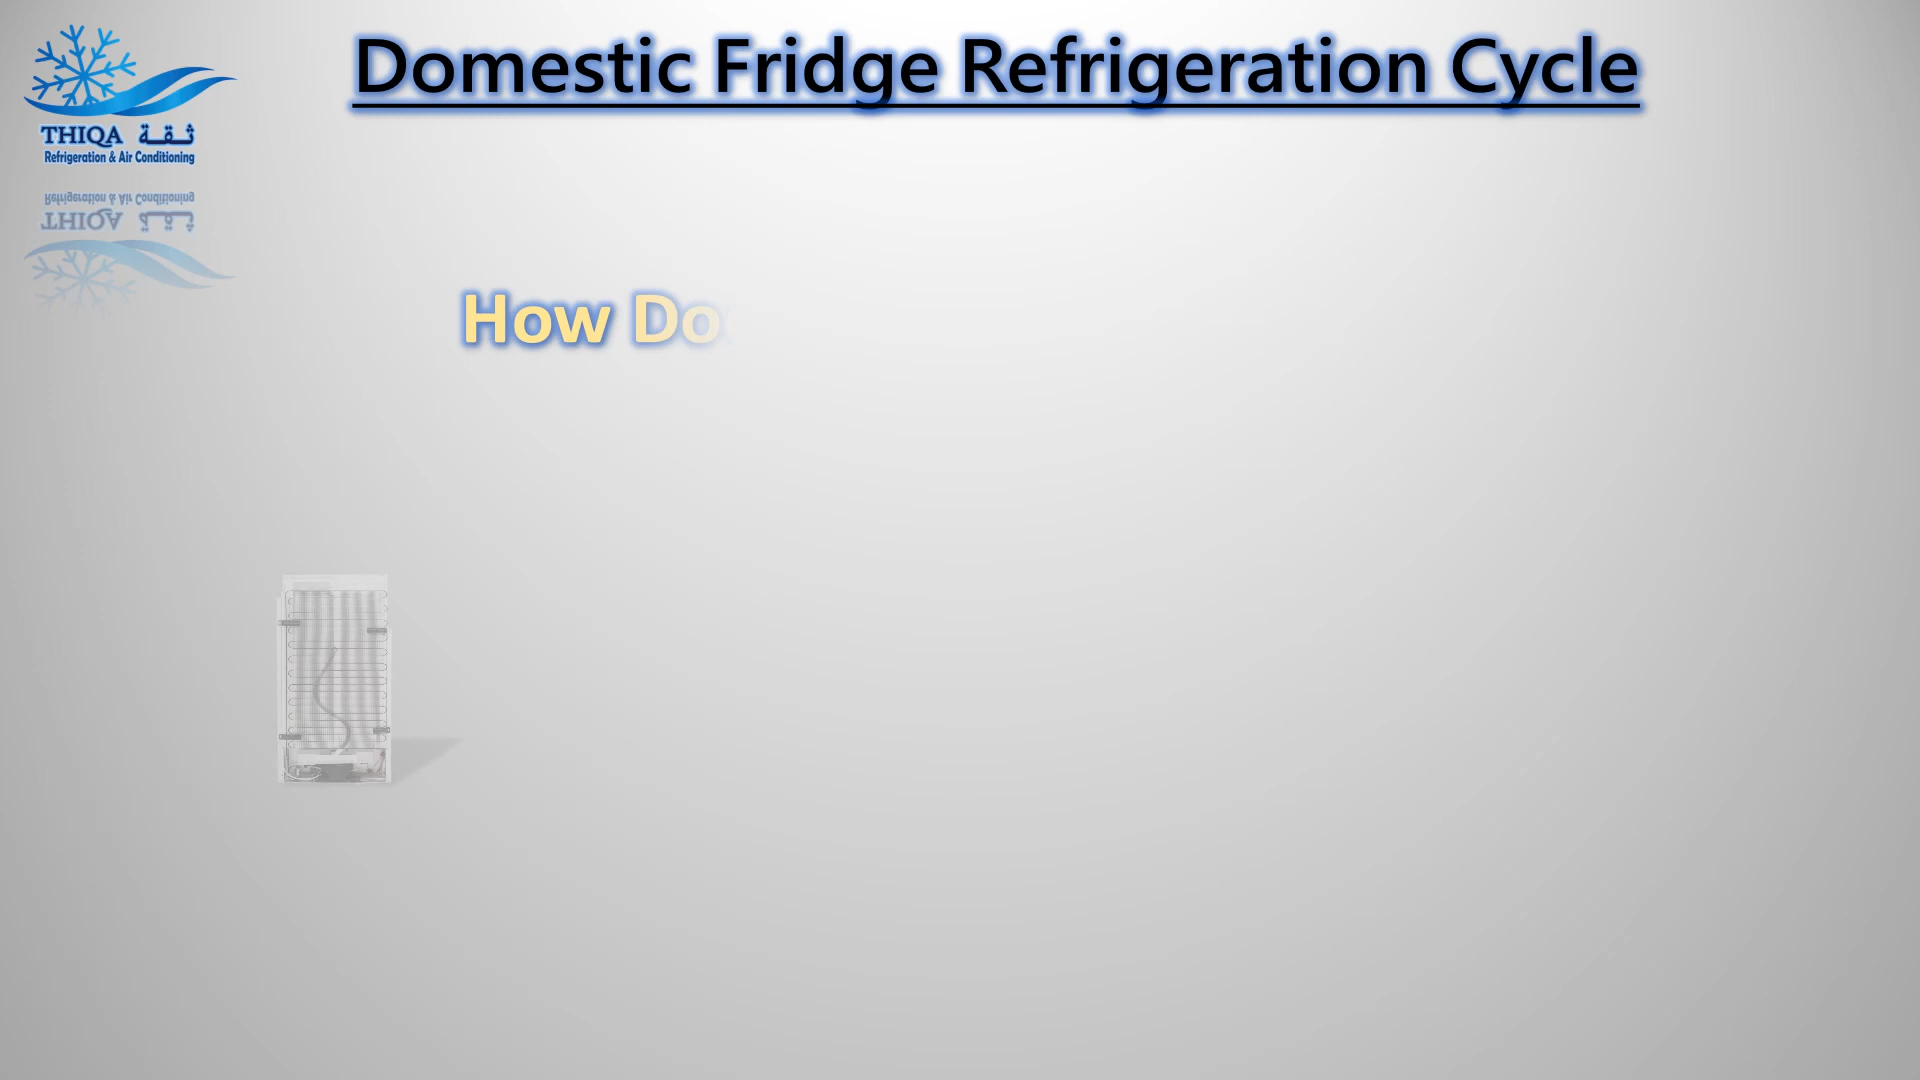 Domestic Fridge Refrigeration Cycle
THIQA ثقة
Refrigeration & Air Conditioning
How Do